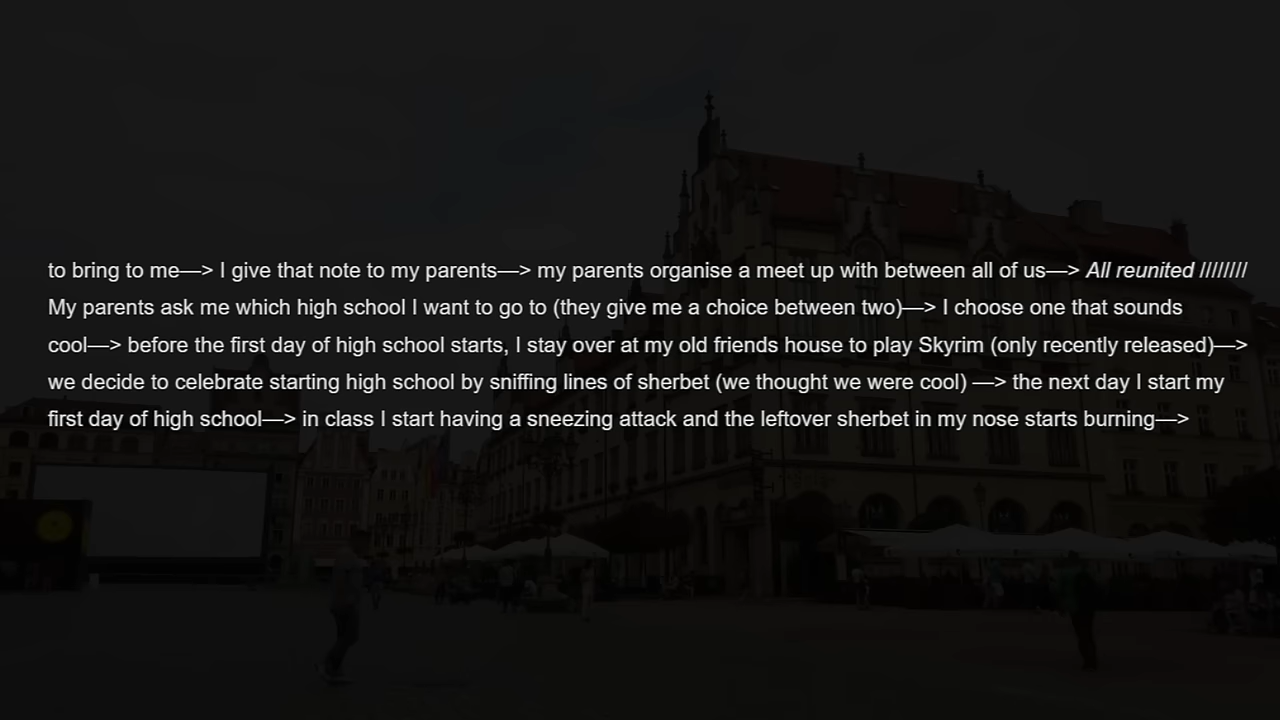 to bring to me—> I give that note to my parents—> my parents organise a meet up with between all of us—> All reunited ////////
My parents ask me which high school I want to go to (they give me a choice between two)—> I choose one that sounds
cool—> before the first day of high school starts, I stay over at my old friends house to play Skyrim (only recently released)—>
we decide to celebrate starting high school by sniffing lines of sherbet (we thought we were cool) —> the next day I start my
first day of high school—> in class I start having a sneezing attack and the leftover sherbet in my nose starts burning—>